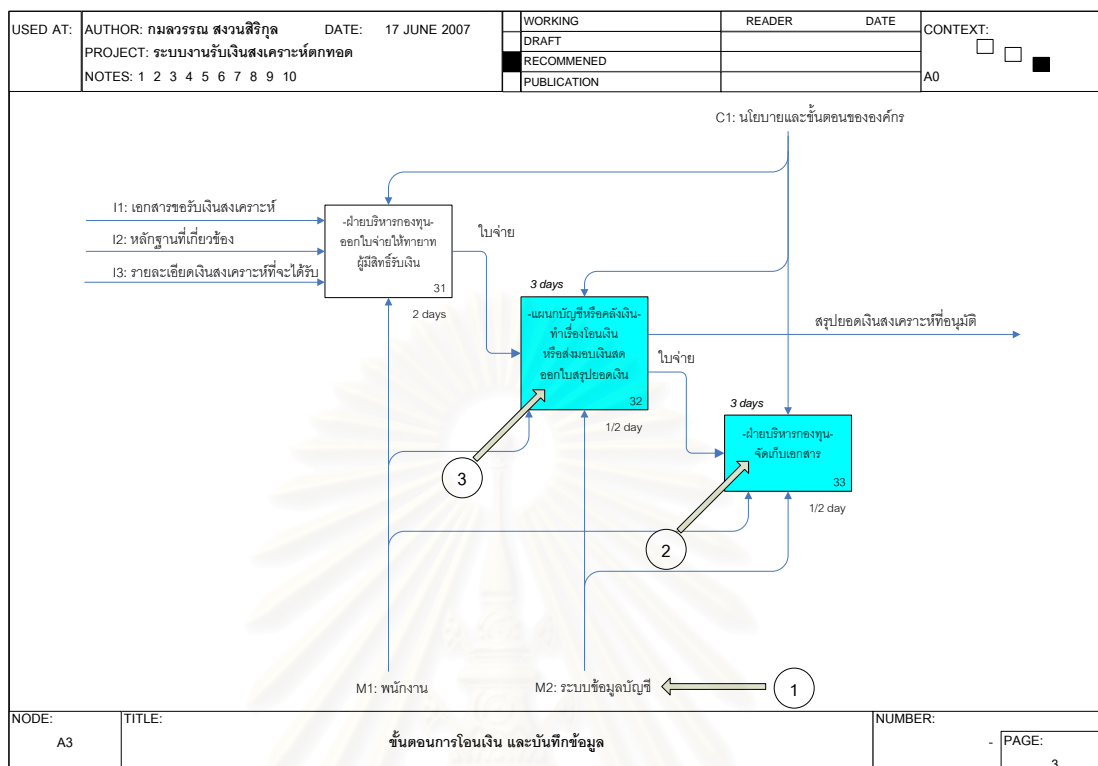 USED AT: AUTHOR: กมลวรรณ สงวนสิริกุล DATE: 17 JUNE 2007
PROJECT: ระบบงานรับเงินสงเคราะห์ตกทอด
NOTES: 1 2 3 4 5 6 7 8 9 10
WORKING READER DATE
DRAFT
RECOMMENED
PUBLICATION
CONTEXT:
A0
C1: นโยบายและขั้นตอนขององค์กร
I1: เอกสารขอรับเงินสงเคราะห์
I2: หลักฐานที่เกี่ยวข้อง
I3: รายละเอียดเงินสงเคราะห์ที่จะได้รับ
-ฝ่ายบริหารกองทุน-
ออกใบจ่ายให้ทายาท
ผู้มีสิทธิ์รับเงิน
31
2 days
ใบจ่าย
3 days
-แผนกบัญชีหรือคลังเงิน-
ทำเรื่องโอนเงิน
หรือส่งมอบเงินสด
ออกใบสรุปยอดเงิน
32
1/2 day
สรุปยอดเงินสงเคราะห์ที่อนุมัติ
ใบจ่าย
3 days
-ฝ่ายบริหารกองทุน-
จัดเก็บเอกสาร
33
1/2 day
3
2
M1: พนักงาน
M2: ระบบข้อมูลบัญชี
1
NODE: TITLE: NUMBER:
A3 ขั้นตอนการโอนเงิน และบันทึกข้อมูล -
PAGE:
3